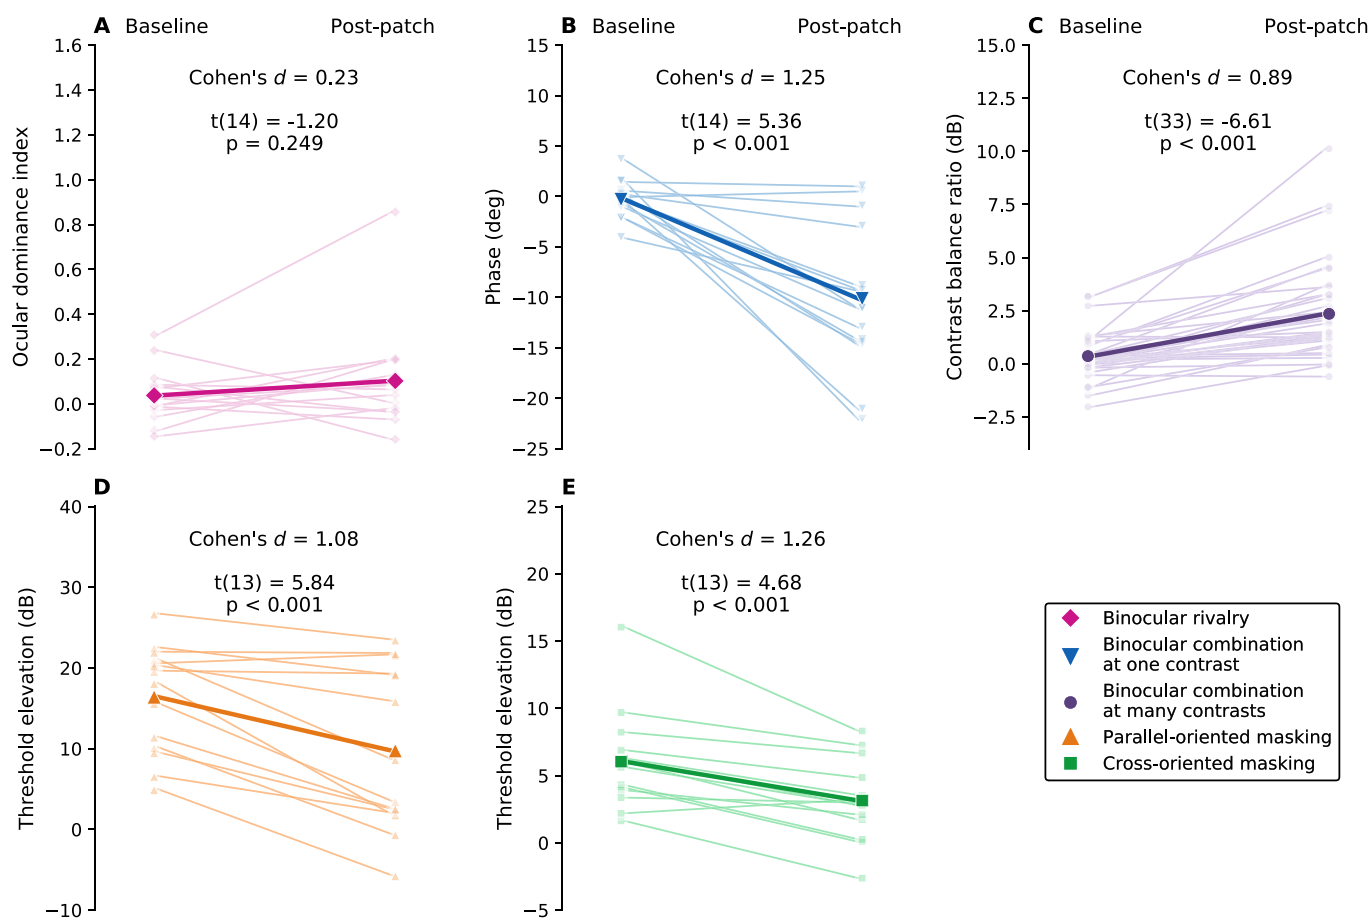 A Baseline Post-patch
Cohen's d = 0.23
t(14) = -1.20
p = 0.249
Ocular dominance index
1.6
1.4
1.2
1.0
0.8
0.6
0.4
0.2
0.0
−0.2
B Baseline Post-patch
Cohen's d = 1.25
t(14) = 5.36
p < 0.001
Phase (deg)
15
10
5
0
−5
−10
−15
−20
−25
C Baseline Post-patch
Cohen's d = 0.89
t(33) = -6.61
p < 0.001
Contrast balance ratio (dB)
15.0
12.5
10.0
7.5
5.0
2.5
0.0
−2.5
D
Cohen's d = 1.08
t(13) = 5.84
p < 0.001
Threshold elevation (dB)
40
30
20
10
0
−10
E
Cohen's d = 1.26
t(13) = 4.68
p < 0.001
Threshold elevation (dB)
25
20
15
10
5
0
−5
Binocular rivalry
Binocular combination
at one contrast
Binocular combination
at many contrasts
Parallel-oriented masking
Cross-oriented masking